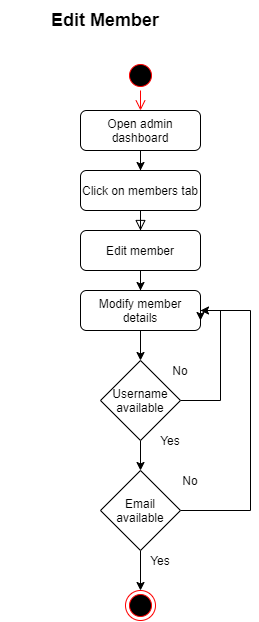 Edit Member
Open admin
dashboard
Click on members tab
Edit member
Modify member
details
No
Username
available
Yes
No
Email
available
Yes